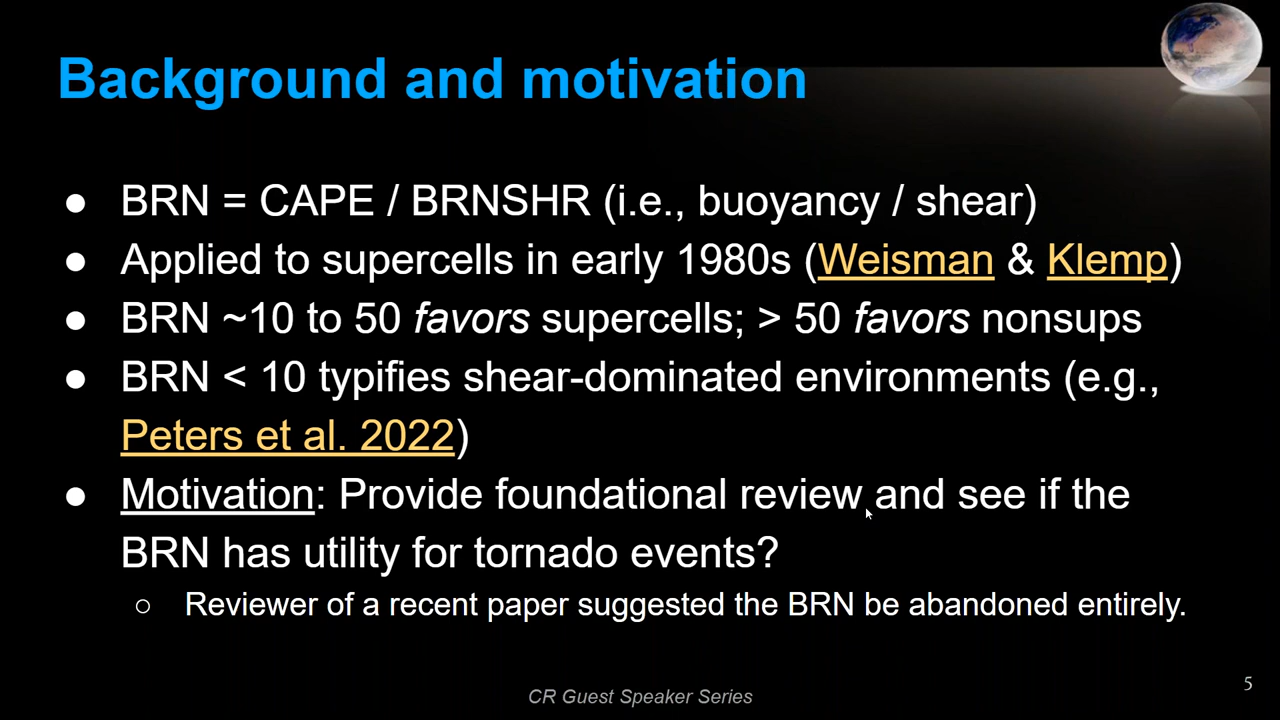 Background and motivation
● BRN = CAPE / BRNSHR (i.e., buoyancy / shear)
● Applied to supercells in early 1980s (Weisman & Klemp)
● BRN ~10 to 50 favors supercells; > 50 favors nonsups
● BRN < 10 typifies shear-dominated environments (e.g.,
Peters et al. 2022)
● Motivation: Provide foundational review and see if the
BRN has utility for tornado events?
○ Reviewer of a recent paper suggested the BRN be abandoned entirely.
CR Guest Speaker Series
5